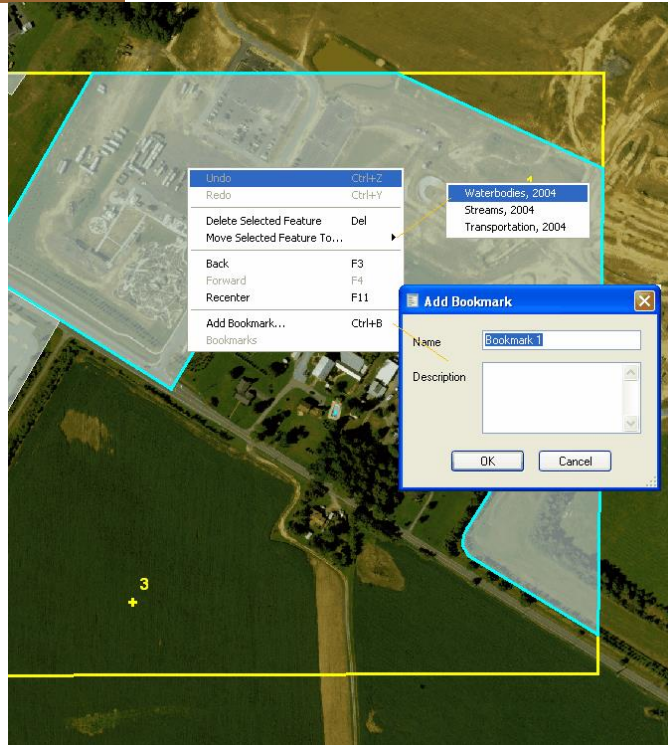 Undo Ctrl+Z
Redo Ctrl+Y
Delete Selected Feature Del
Move Selected Feature To...
Back F3
Forward F4
Recenter F11
Add Bookmark... Ctrl+B
Bookmarks
Waterbodies, 2004
Streams, 2004
Transportation, 2004
Add Bookmark
Name Bookmark 1
Description
OK Cancel
3